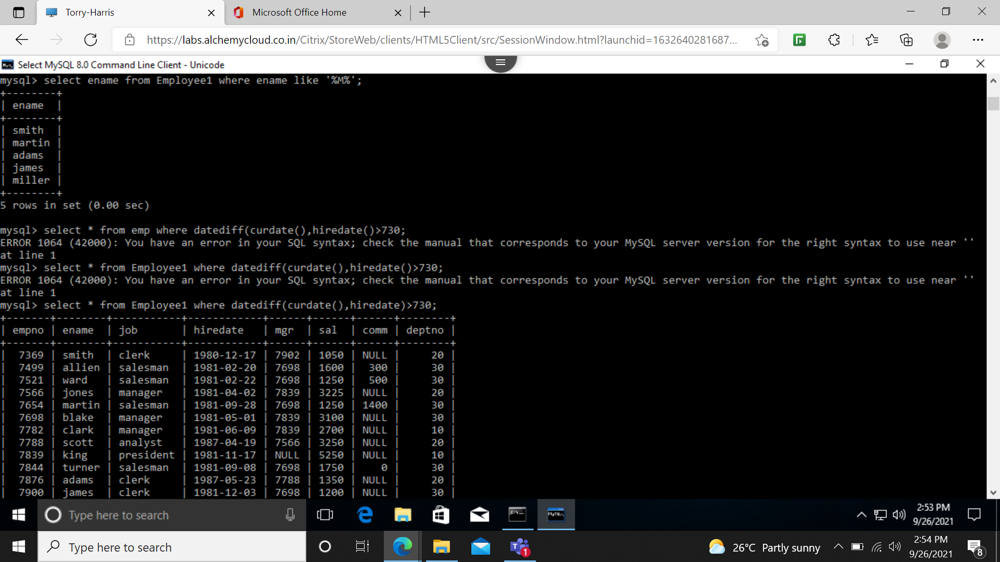 Torry-Harris
Microsoft Office Home
https://labs.alchemycloud.co.in/Citrix/StoreWeb/clients/HTML5Client/src/SessionWindow.html?launchid=1632640281687...
Select MySQL 8.0 Command Line Client - Unicode
mysql> select ename from Employee1 where ename like '%M%';
+--------+
| ename  |
+--------+
| smith  |
| martin |
| adams  |
| james  |
| miller |
+--------+
5 rows in set (0.00 sec)
mysql> select * from emp where datediff(curdate(),hiredate()>730;
ERROR 1064 (42000): You have an error in your SQL syntax; check the manual that corresponds to your MySQL server version for the right syntax to use near ''
at line 1
mysql> select * from Employee1 where datediff(curdate(),hiredate()>730;
ERROR 1064 (42000): You have an error in your SQL syntax; check the manual that corresponds to your MySQL server version for the right syntax to use near ''
at line 1
mysql> select * from Employee1 where datediff(curdate(),hiredate)>730;
+-------+--------+-----------+------------+------+------+------+--------+
| empno | ename  | job       | hiredate   | mgr  | sal  | comm | deptno |
+-------+--------+-----------+------------+------+------+------+--------+
|  7369 | smith  | clerk     | 1980-12-17 | 7902 | 1050 | NULL |     20 |
|  7499 | allien | salesman  | 1981-02-20 | 7698 | 1600 |  300 |     30 |
|  7521 | ward   | salesman  | 1981-02-22 | 7698 | 1250 |  500 |     30 |
|  7566 | jones  | manager   | 1981-04-02 | 7839 | 3225 | NULL |     20 |
|  7654 | martin | salesman  | 1981-09-28 | 7698 | 1250 | 1400 |     30 |
|  7698 | blake  | manager   | 1981-05-01 | 7839 | 3100 | NULL |     30 |
|  7782 | clark  | manager   | 1981-06-09 | 7839 | 2700 | NULL |     10 |
|  7788 | scott  | analyst   | 1987-04-19 | 7566 | 3250 | NULL |     20 |
|  7839 | king   | president | 1981-11-17 | NULL | 5250 | NULL |     10 |
|  7844 | turner | salesman  | 1981-09-08 | 7698 | 1750 |    0 |     30 |
|  7876 | adams  | clerk     | 1987-05-23 | 7788 | 1350 | NULL |     20 |
|  7900 | james  | clerk     | 1981-12-03 | 7698 | 1200 | NULL |     30 |
Type here to search
2:53 PM
9/26/2021
Type here to search
1
26°C Partly sunny
2:54 PM
9/26/2021
8